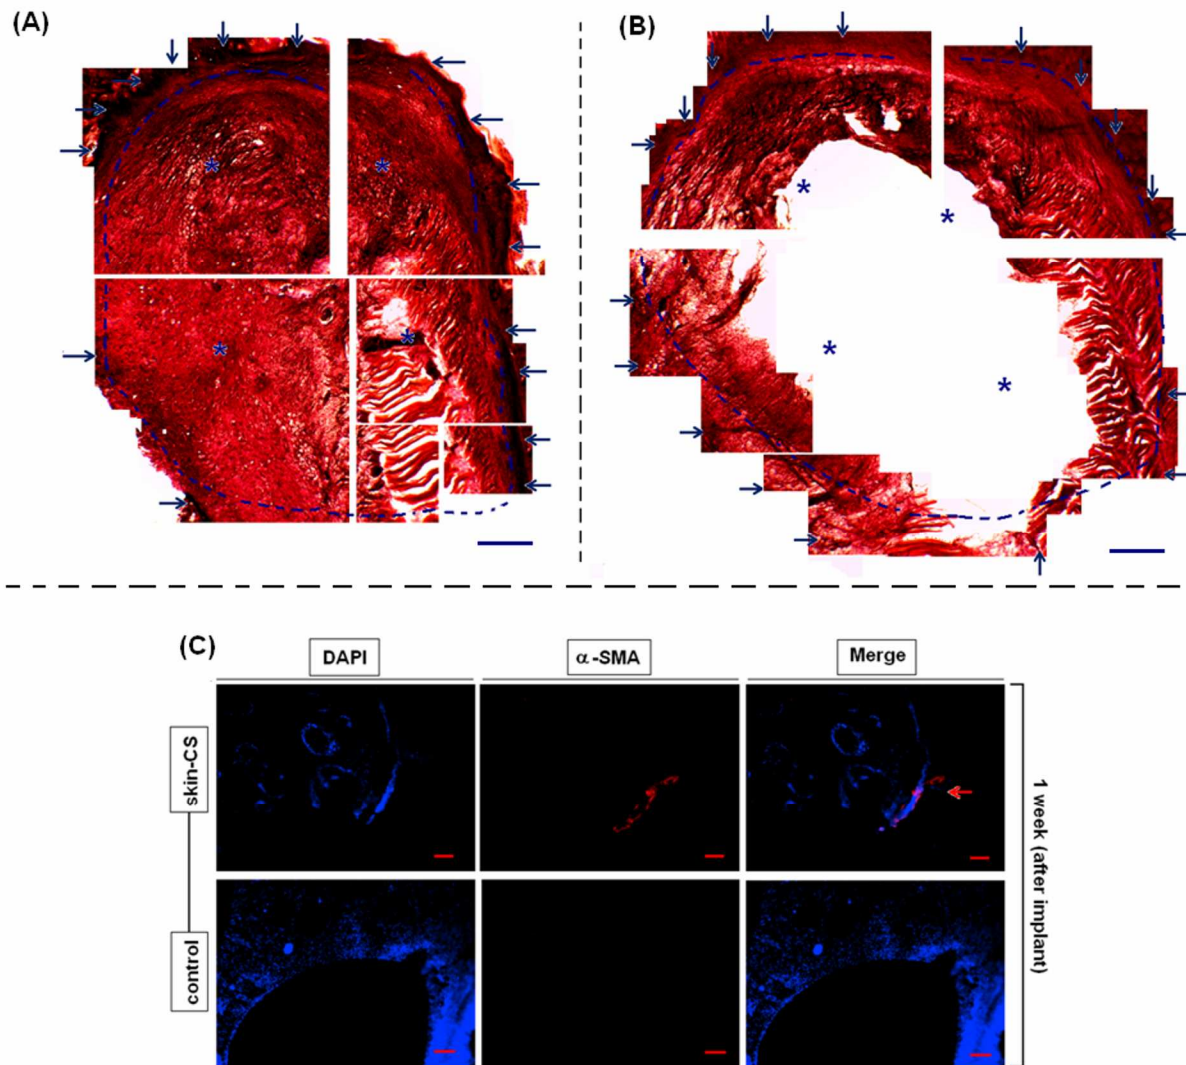 (A)
(B)
(C)
DAPI
α-SMA
Merge
skin-CS
control
1 week (after implant)